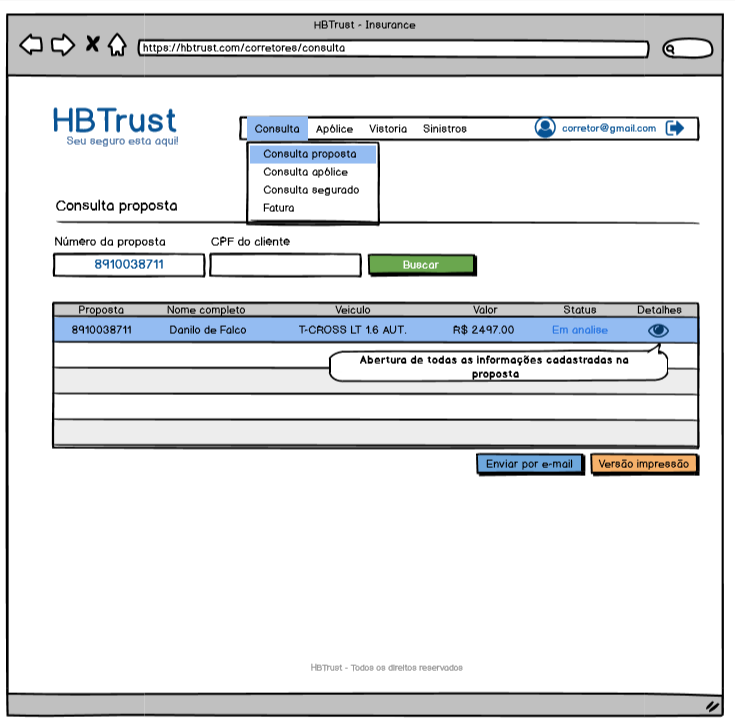 HBTrust - Insurance
https://hbtrust.com/corretores/consulta
HBTrust
Seu seguro esta aqui!
Consulta Apólice Vistoria Sinistros corretor@gmail.com
Consulta proposta
Consulta apólice
Consulta segurado
Fatura
Consulta proposta
Número da proposta CPF do cliente
8910038711 Buscar
Proposta Nome completo Veiculo Valor Status Detalhes
8910038711 Danilo de Falco T-CROSS LT 1.6 AUT. R$ 2497.00 Em analise
Abertura de todas as informações cadastradas na
proposta
Enviar por e-mail Versão impressão
HBTrust - Todos os direitos reservados